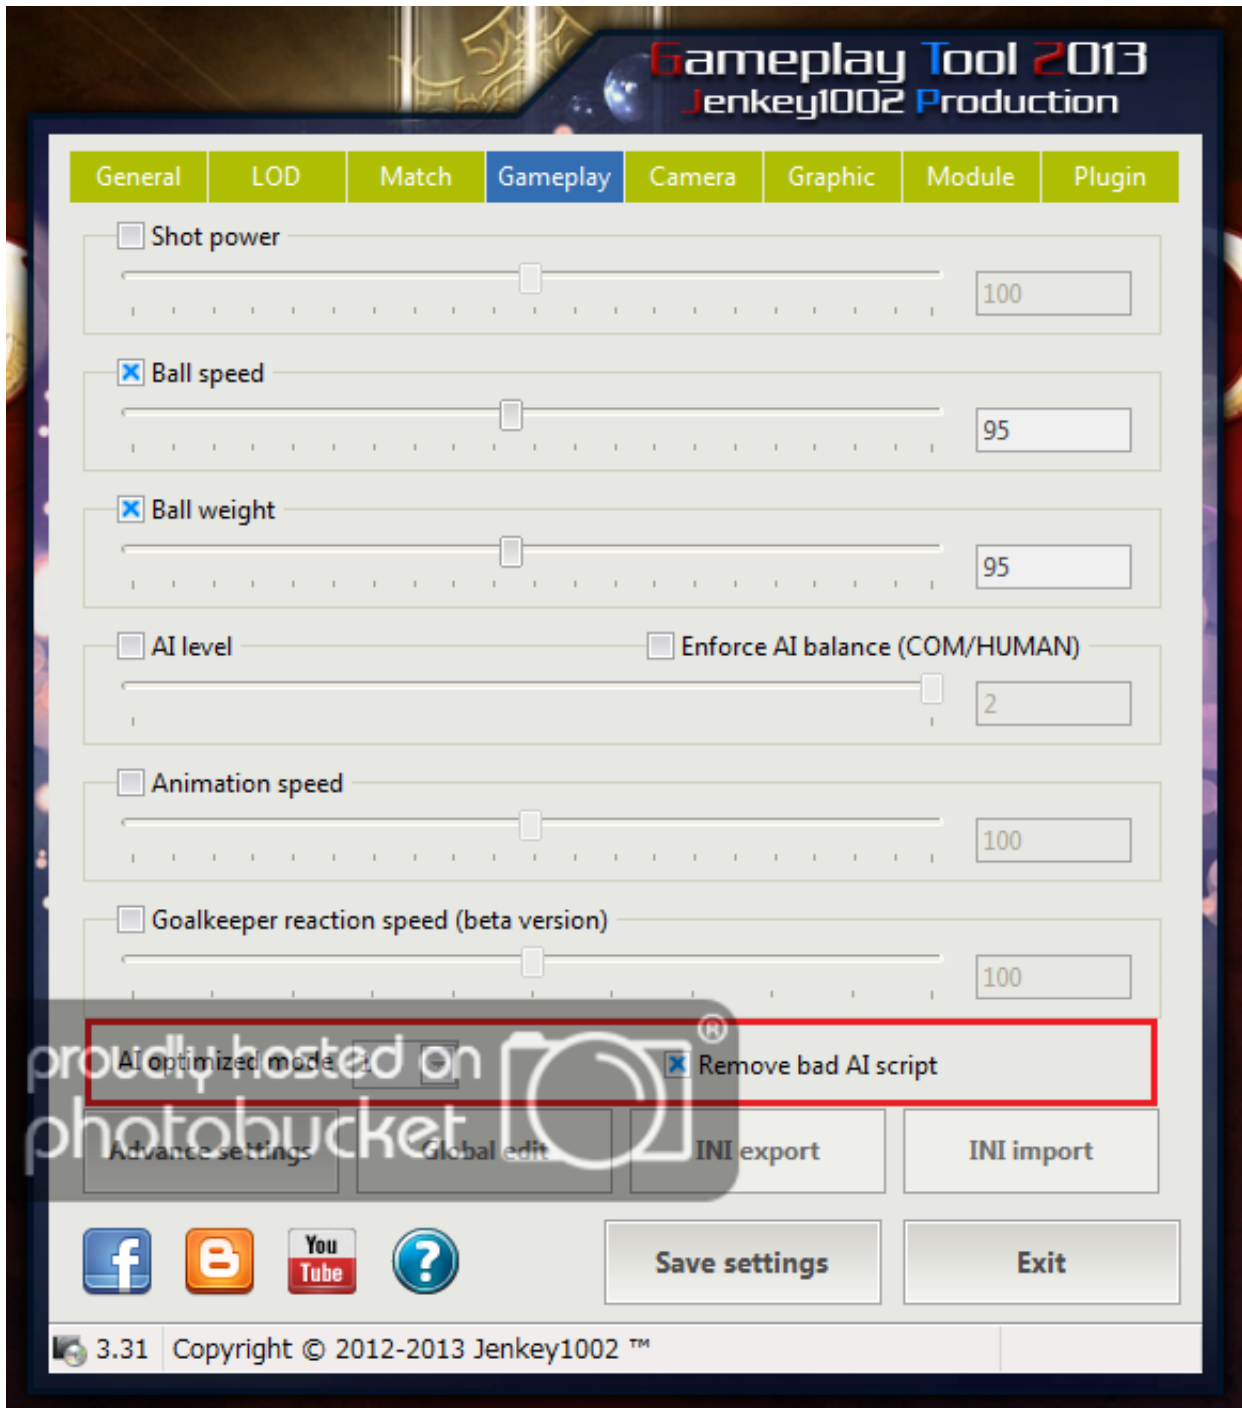 Gameplay Tool 2013
Jenkey1002 Production
General LOD Match Gameplay Camera Graphic Module Plugin
Shot power
100
Ball speed
95
Ball weight
95
AI level Enforce AI balance (COM/HUMAN)
2
Animation speed
100
Goalkeeper reaction speed (beta version)
100
AI optimized mode Remove bad AI script
proudly hosted on
photobucket ®
Advance settings Global edit INI export INI import
You Tube
Save settings Exit
3.31 Copyright © 2012-2013 Jenkey1002 ™